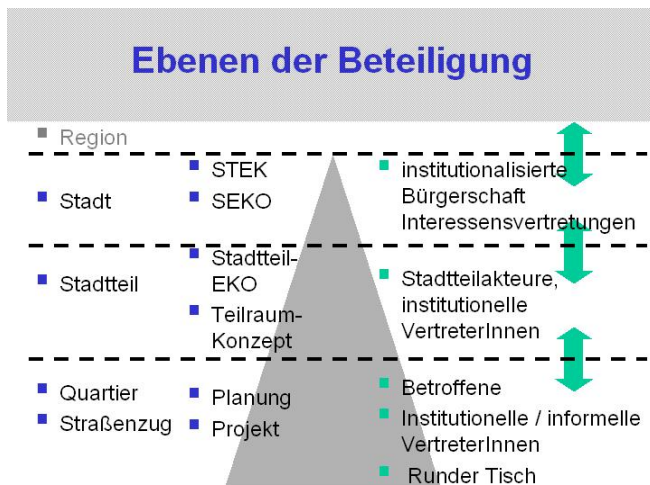 Ebenen der Beteiligung
Region
Stadt
STEK
SEKO
institutionalisierte
Bürgerschaft
Interessensvertretungen
Stadtteil
Stadtteil-
EKO
Teilraum-
Konzept
Stadtteilakteure,
institutionelle
VertreterInnen
Quartier
Straßenzug
Planung
Projekt
Betroffene
Institutionelle / informelle
VertreterInnen
Runder Tisch